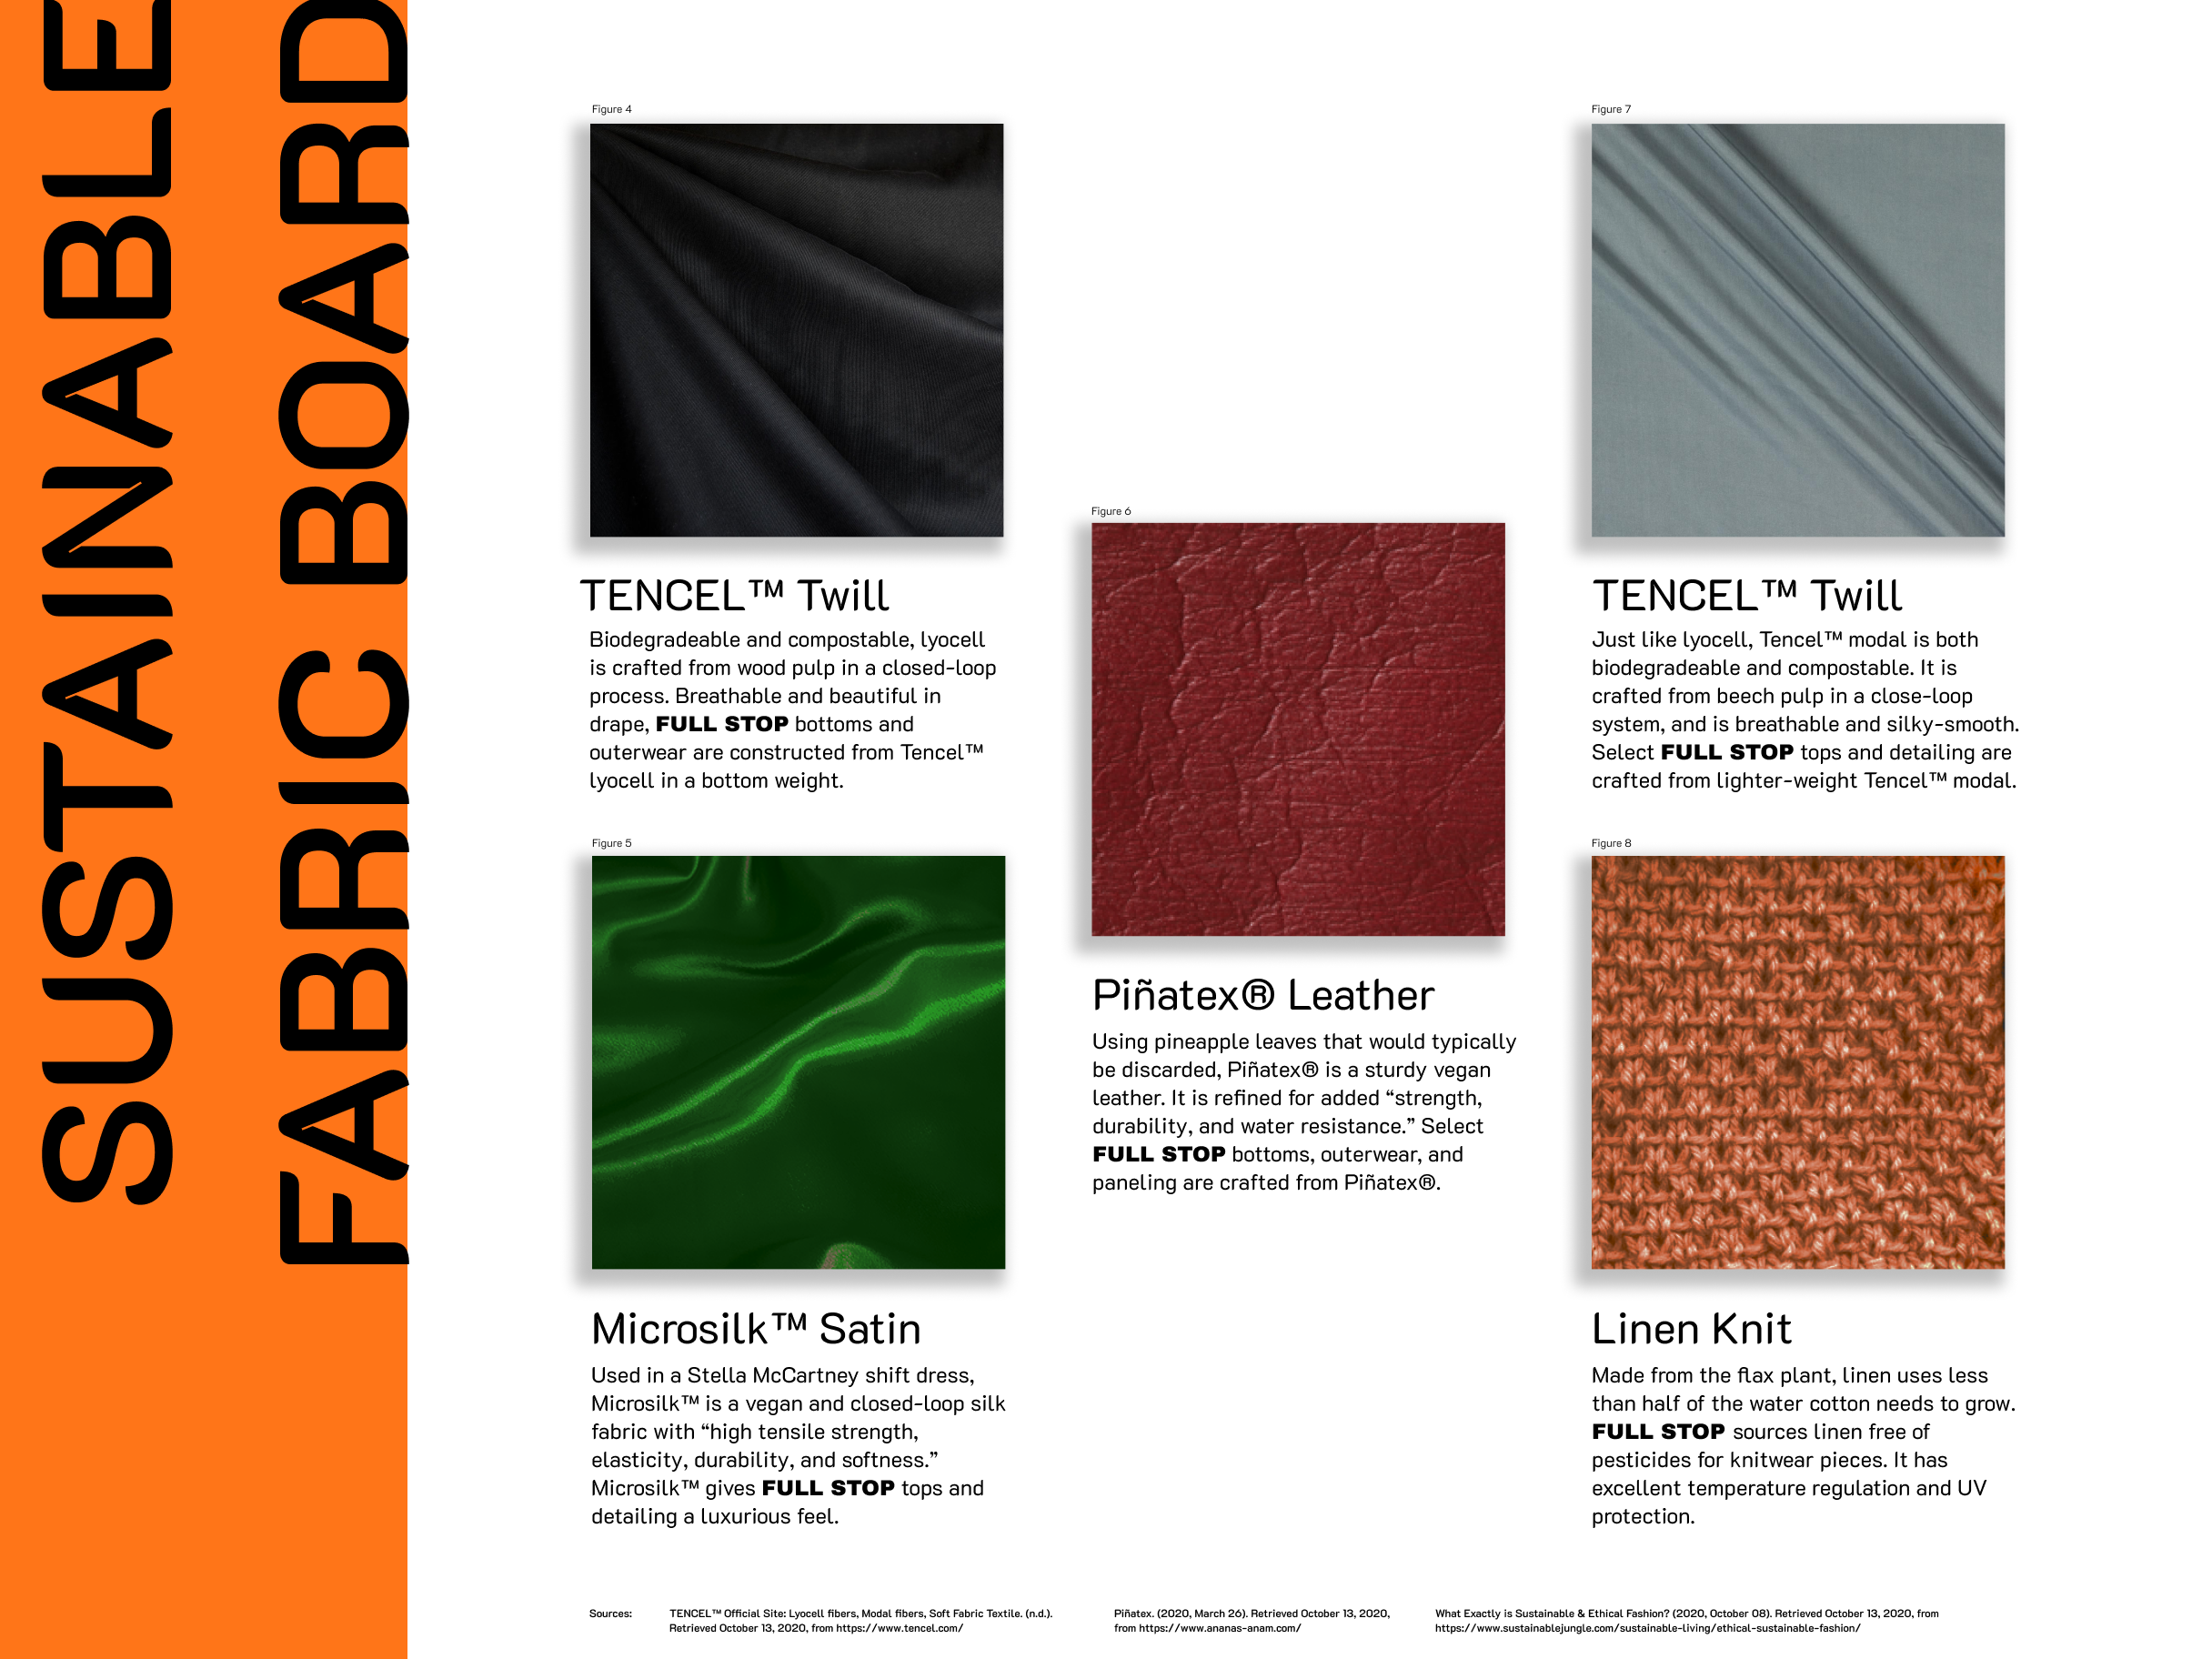 SUSTAINABLE
FABRIC BOARD
Figure 4
TENCEL™ Twill
Biodegradeable and compostable, lyocell
is crafted from wood pulp in a closed-loop
process. Breathable and beautiful in
drape, FULL STOP bottoms and
outerwear are constructed from Tencel™
lyocell in a bottom weight.
Figure 5
Microsilk™ Satin
Used in a Stella McCartney shift dress,
Microsilk™ is a vegan and closed-loop silk
fabric with “high tensile strength,
elasticity, durability, and softness.”
Microsilk™ gives FULL STOP tops and
detailing a luxurious feel.
Figure 6
Piñatex® Leather
Using pineapple leaves that would typically
be discarded, Piñatex® is a sturdy vegan
leather. It is refined for added “strength,
durability, and water resistance.” Select
FULL STOP bottoms, outerwear, and
paneling are crafted from Piñatex®.
Figure 7
TENCEL™ Twill
Just like lyocell, Tencel™ modal is both
biodegradeable and compostable. It is
crafted from beech pulp in a close-loop
system, and is breathable and silky-smooth.
Select FULL STOP tops and detailing are
crafted from lighter-weight Tencel™ modal.
Figure 8
Linen Knit
Made from the flax plant, linen uses less
than half of the water cotton needs to grow.
FULL STOP sources linen free of
pesticides for knitwear pieces. It has
excellent temperature regulation and UV
protection.
Sources:
TENCEL™ Official Site: Lyocell fibers, Modal fibers, Soft Fabric Textile. (n.d.).
Retrieved October 13, 2020, from https://www.tencel.com/
Piñatex. (2020, March 26). Retrieved October 13, 2020,
from https://www.ananas-anam.com/
What Exactly is Sustainable & Ethical Fashion? (2020, October 08). Retrieved October 13, 2020, from
https://www.sustainablejungle.com/sustainable-living/ethical-sustainable-fashion/